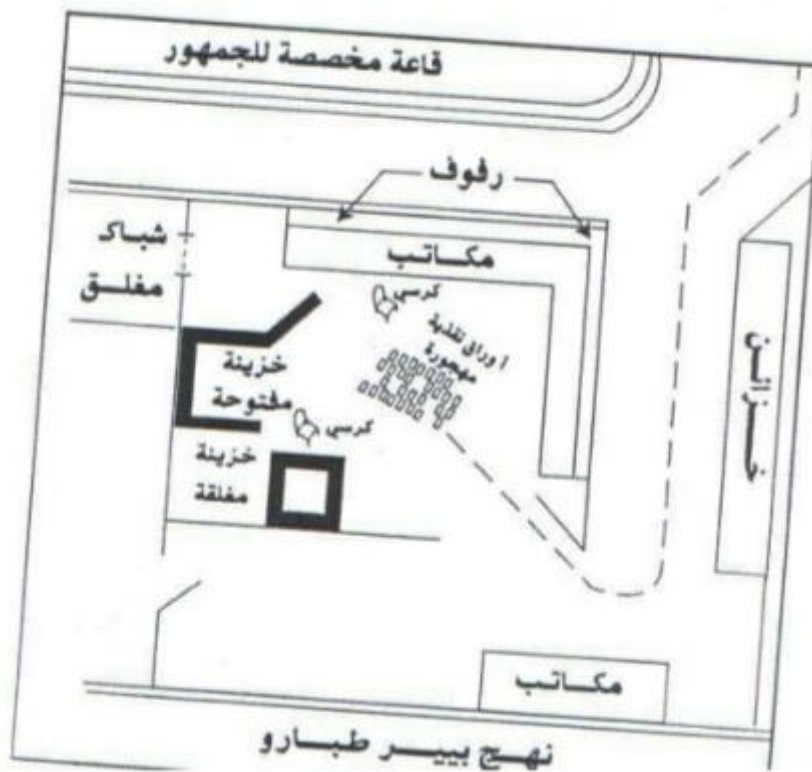 قاعة مخصصة للجمهور
رفوف
شباك
مغلق
مكاتب
كرسي
أوراق نقدية
مهجورة
خزينة
مفتوحة
كرسي
خزينة
مغلقة
خزائن
مكاتب
نهج بيير طبارو